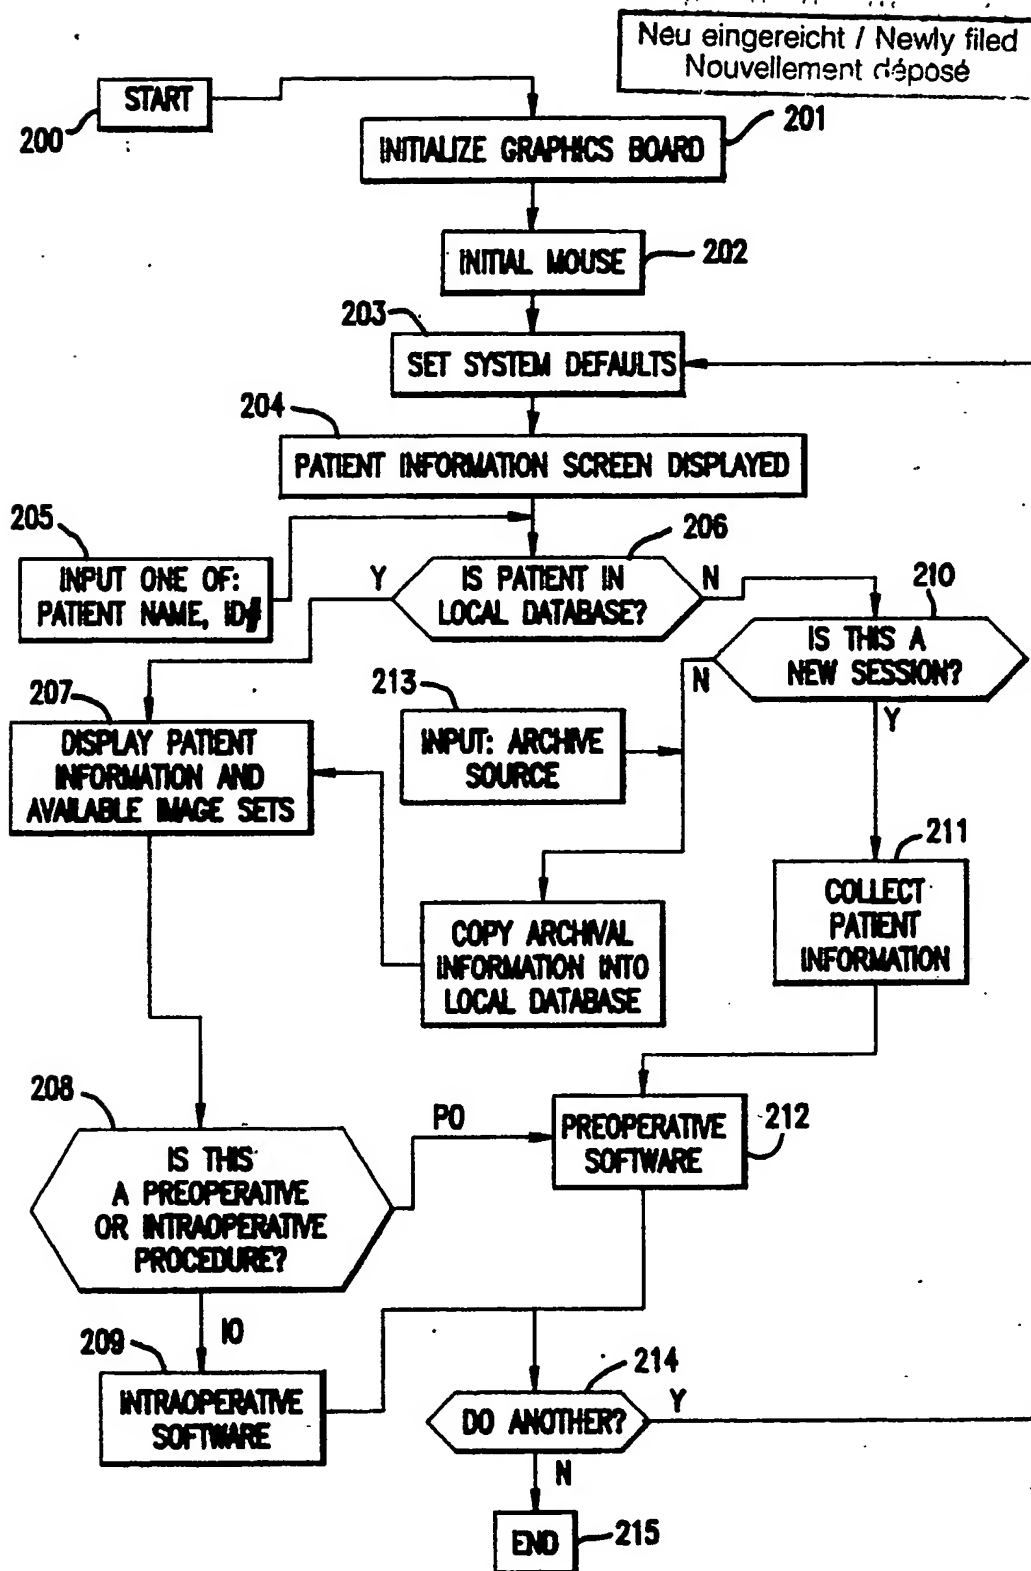 Neu eingereicht / Newly filed
Nouvellement déposé
START
200
INITIALIZE GRAPHICS BOARD
201
INITIAL MOUSE
202
203
SET SYSTEM DEFAULTS
204
PATIENT INFORMATION SCREEN DISPLAYED
205
INPUT ONE OF:
PATIENT NAME, ID#
206
Y
IS PATIENT IN
LOCAL DATABASE?
N
210
IS THIS A
NEW SESSION?
N
Y
207
DISPLAY PATIENT
INFORMATION AND
AVAILABLE IMAGE SETS
213
INPUT: ARCHIVE
SOURCE
211
COLLECT
PATIENT
INFORMATION
COPY ARCHIVAL
INFORMATION INTO
LOCAL DATABASE
208
IS THIS
A PREOPERATIVE
OR INTRAOPERATIVE
PROCEDURE?
PO
PREOPERATIVE
SOFTWARE
212
IO
209
INTRAOPERATIVE
SOFTWARE
214
DO ANOTHER?
Y
N
END
215